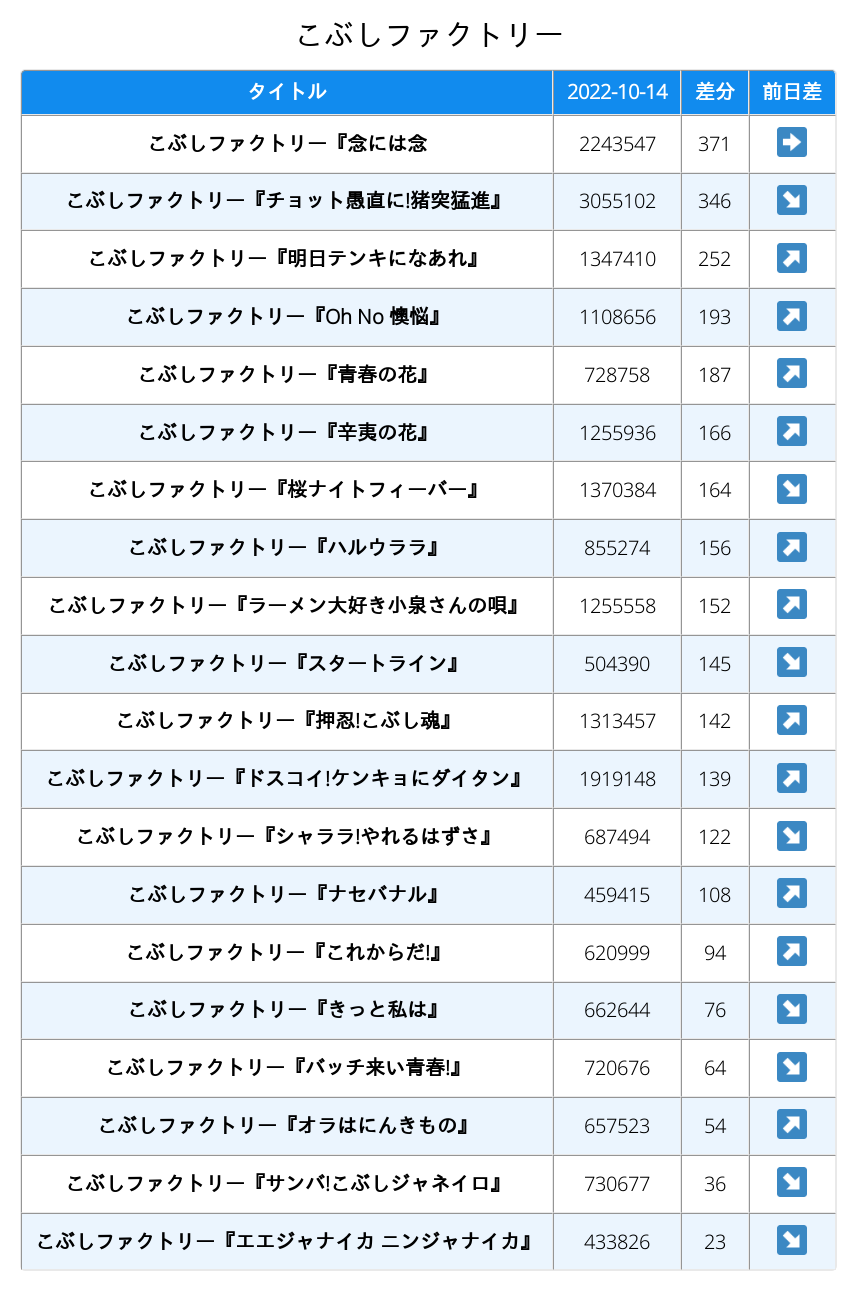 こぶしファクトリー
タイトル 2022-10-14 差分 前日差
こぶしファクトリー『念には念 2243547 371 ➡
こぶしファクトリー『チョット愚直に!猪突猛進』 3055102 346 ↘
こぶしファクトリー『明日テンキになあれ』 1347410 252 ↗
こぶしファクトリー『Oh No 懊悩』 1108656 193 ↗
こぶしファクトリー『青春の花』 728758 187 ↗
こぶしファクトリー『辛夷の花』 1255936 166 ↗
こぶしファクトリー『桜ナイトフィーバー』 1370384 164 ↘
こぶしファクトリー『ハルウララ』 855274 156 ↗
こぶしファクトリー『ラーメン大好き小泉さんの唄』 1255558 152 ↗
こぶしファクトリー『スタートライン』 504390 145 ↘
こぶしファクトリー『押忍!こぶし魂』 1313457 142 ↗
こぶしファクトリー『ドスコイ!ケンキョにダイタン』 1919148 139 ↗
こぶしファクトリー『シャララ!やれるはずさ』 687494 122 ↘
こぶしファクトリー『ナセバナル』 459415 108 ↗
こぶしファクトリー『これからだ!』 620999 94 ↗
こぶしファクトリー『きっと私は』 662644 76 ↘
こぶしファクトリー『バッチ来い青春!』 720676 64 ↘
こぶしファクトリー『オラはにんきもの』 657523 54 ↗
こぶしファクトリー『サンバ!こぶしジャネイロ』 730677 36 ↘
こぶしファクトリー『エエジャナイカ ニンジャナイカ』 433826 23 ↘